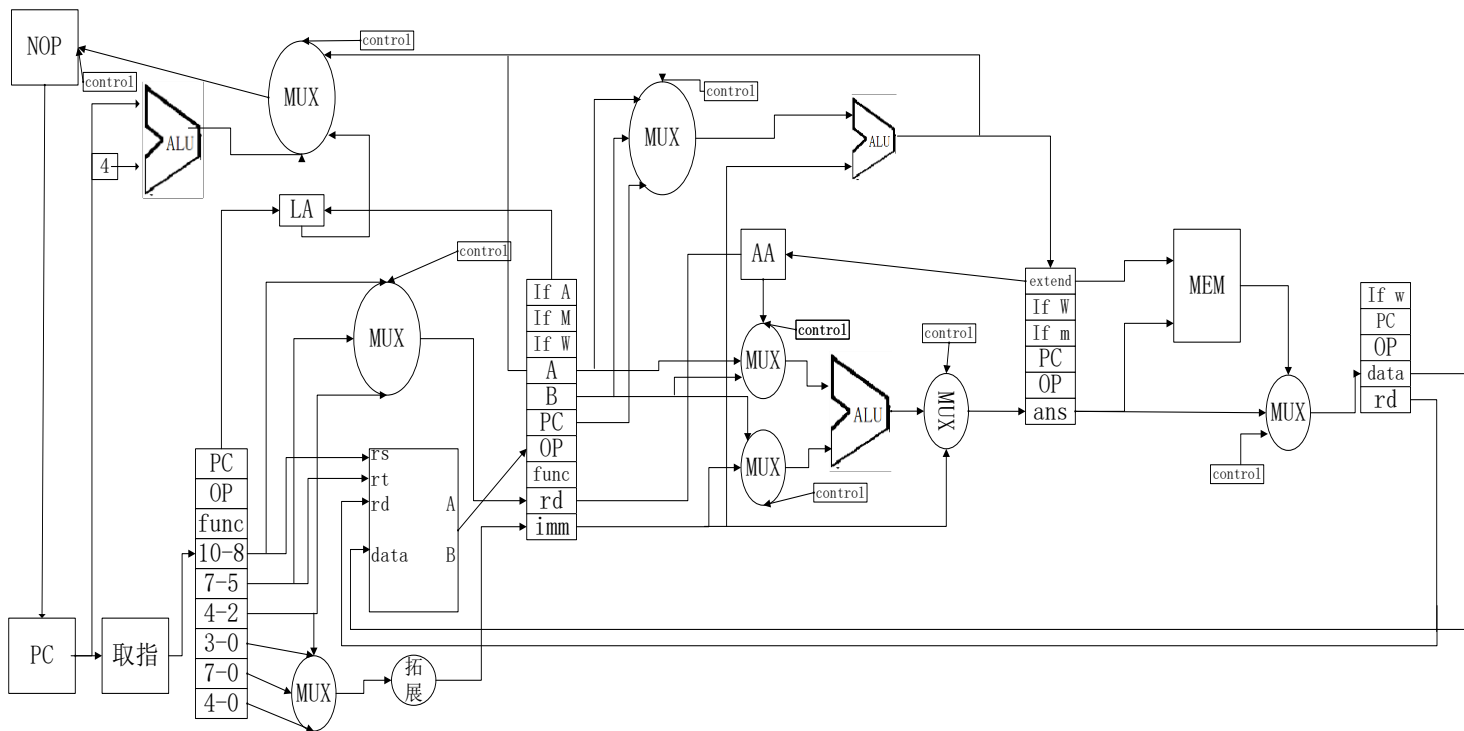 NOP
control
control
MUX
ALU
4
LA
control
MUX
control
MUX
ALU
AA
control
MUX
MUX
control
ALU
control
MUX
MEM
MUX
control
PC
取指
PC
OP
func
10-8
7-5
4-2
3-0
7-0
4-0
MUX
拓
展
rs
rt
rd
data
A
B
If A
If M
If W
A
B
PC
OP
func
rd
imm
extend
If W
If m
PC
OP
ans
If w
PC
OP
data
rd